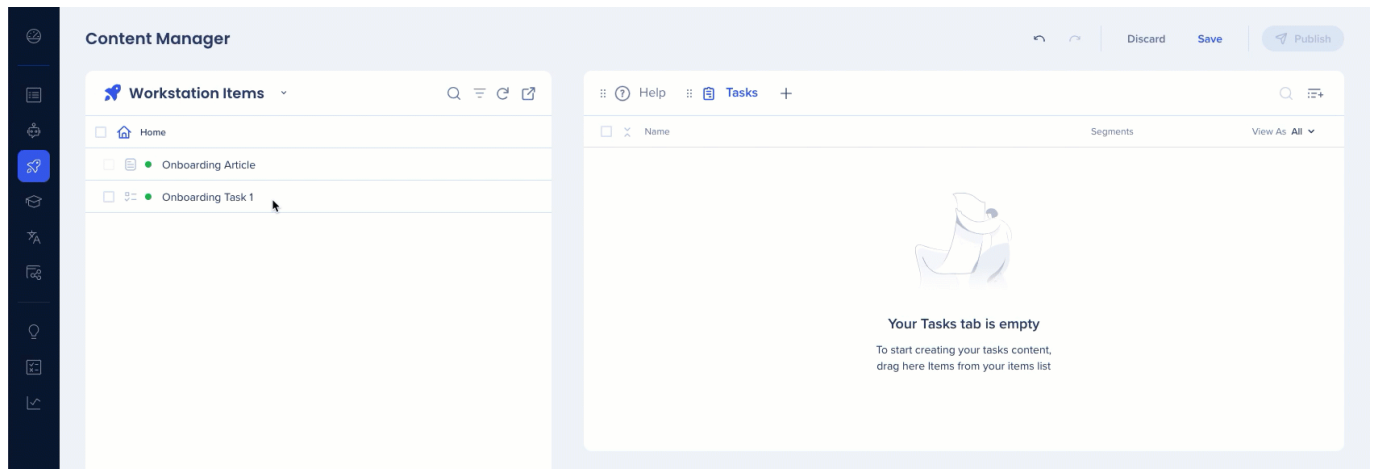 Content Manager
Discard
Save
Publish
Workstation Items
Help
Tasks
Home
Name
Segments
View As All
Onboarding Article
Onboarding Task 1
Your Tasks tab is empty
To start creating your tasks content,
drag here Items from your items list